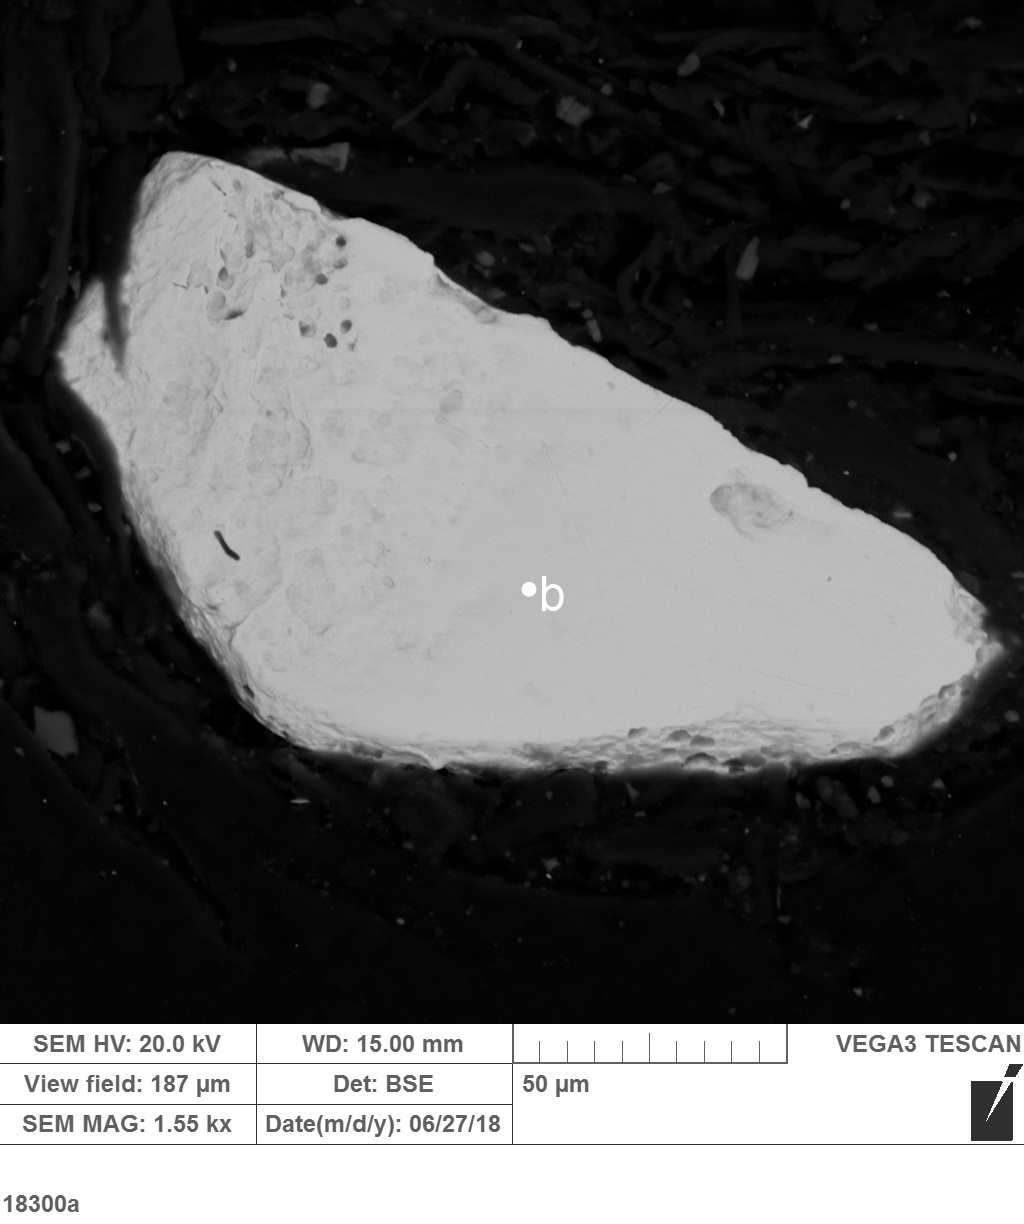 b
SEM HV: 20.0 kV
WD: 15.00 mm
VEGA3 TESCAN
View field: 187 µm
Det: BSE
50 µm
SEM MAG: 1.55 kx
Date(m/d/y): 06/27/18
18300a